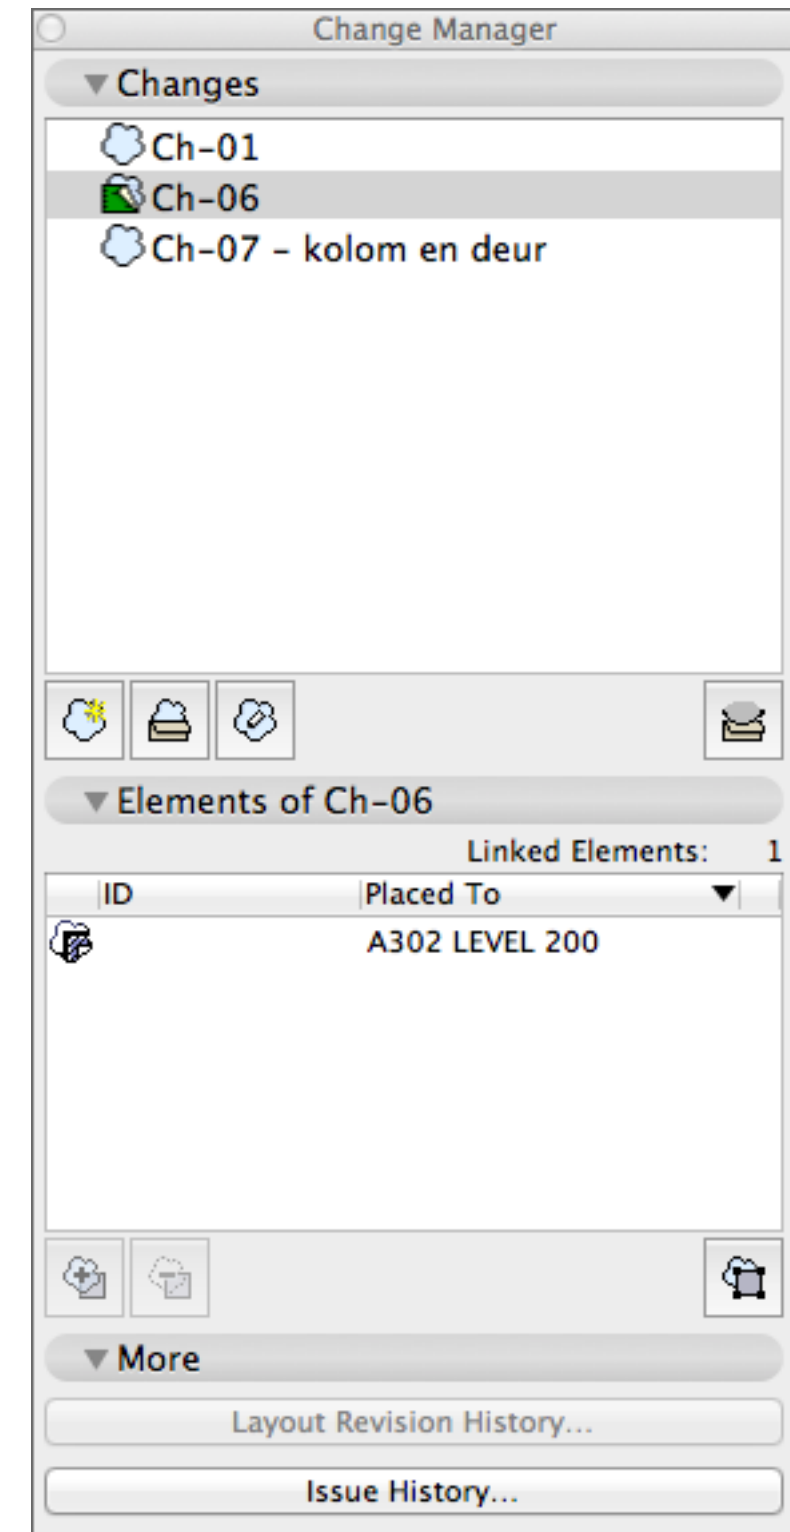 Change Manager
Changes
Ch-01
Ch-06
Ch-07 - kolom en deur
Elements of Ch-06
Linked Elements: 1
ID Placed To
A302 LEVEL 200
More
Layout Revision History...
Issue History...